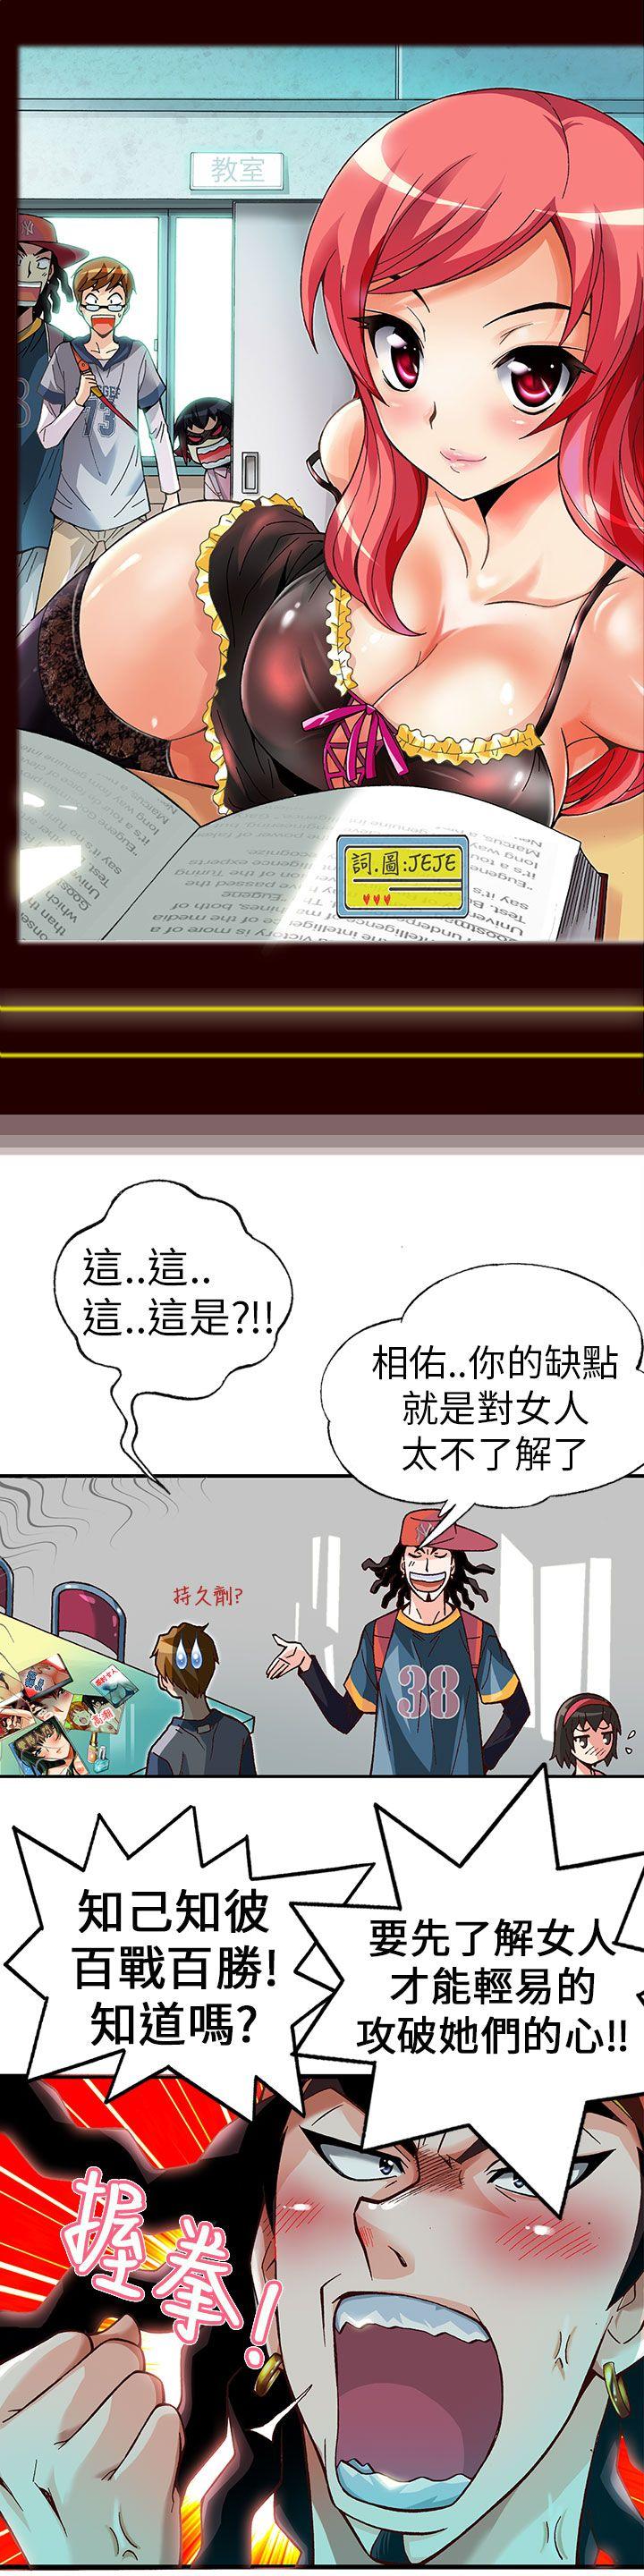 教室
NY
73
詞.圖:JEJE
這..這..
這..這是?!!
相佑..你的缺點
就是對女人
太不了解了
持久劑?
38
知己知彼
百戰百勝!
知道嗎?
要先了解女人
才能輕易的
攻破她們的心!!
握拳!